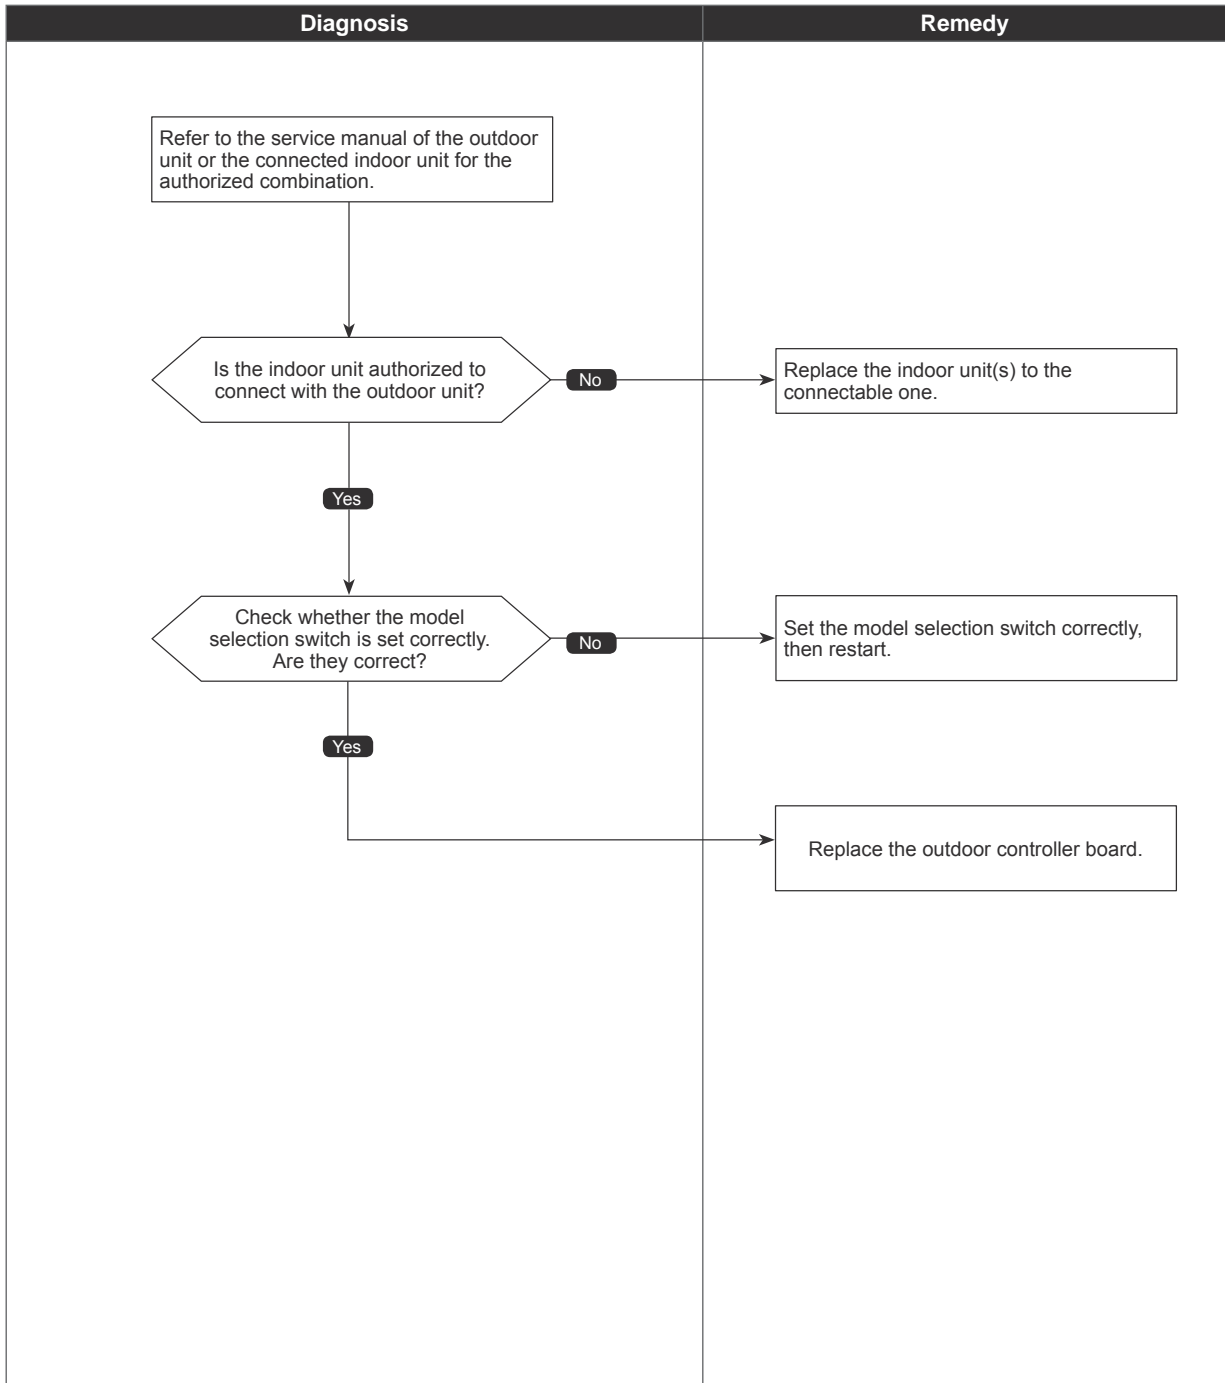 Diagnosis
Remedy
Refer to the service manual of the outdoor
unit or the connected indoor unit for the
authorized combination.
Is the indoor unit authorized to
connect with the outdoor unit?
No
Replace the indoor unit(s) to the
connectable one.
Yes
Check whether the model
selection switch is set correctly.
Are they correct?
No
Set the model selection switch correctly,
then restart.
Yes
Replace the outdoor controller board.